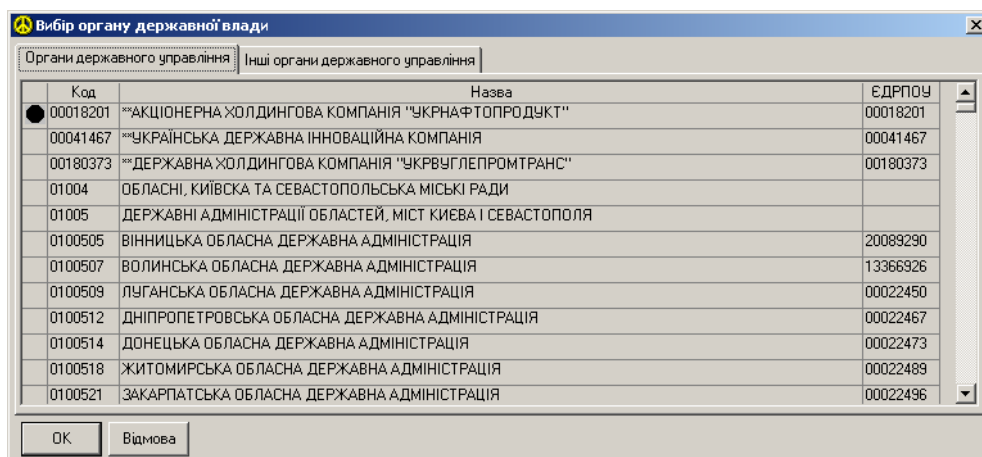 Вибір органу державної влади
Органи державного управління Інші органи державного управління
Код Назва ЄДРПОУ
00018201 **АКЦІОНЕРНА ХОЛДИНГОВА КОМПАНІЯ "УКРНАФТОПРОДУКТ" 00018201
00041467 **УКРАЇНСЬКА ДЕРЖАВНА ІННОВАЦІЙНА КОМПАНІЯ 00041467
00180373 **ДЕРЖАВНА ХОЛДИНГОВА КОМПАНІЯ "УКРВУГЛЕПРОМТРАНС" 00180373
01004 ОБЛАСНІ, КИЇВСКА ТА СЕВАСТОПОЛЬСЬКА МІСЬКІ РАДИ
01005 ДЕРЖАВНІ АДМІНІСТРАЦІЇ ОБЛАСТЕЙ, МІСТ КИЄВА І СЕВАСТОПОЛЯ
0100505 ВІННИЦЬКА ОБЛАСНА ДЕРЖАВНА АДМІНІСТРАЦІЯ 20089290
0100507 ВОЛИНСЬКА ОБЛАСНА ДЕРЖАВНА АДМІНІСТРАЦІЯ 13366926
0100509 ЛУГАНСЬКА ОБЛАСНА ДЕРЖАВНА АДМІНІСТРАЦІЯ 00022450
0100512 ДНІПРОПЕТРОВСЬКА ОБЛАСНА ДЕРЖАВНА АДМІНІСТРАЦІЯ 00022467
0100514 ДОНЕЦЬКА ОБЛАСНА ДЕРЖАВНА АДМІНІСТРАЦІЯ 00022473
0100518 ЖИТОМИРСЬКА ОБЛАСНА ДЕРЖАВНА АДМІНІСТРАЦІЯ 00022489
0100521 ЗАКАРПАТСЬКА ОБЛАСНА ДЕРЖАВНА АДМІНІСТРАЦІЯ 00022496
OK Відмова